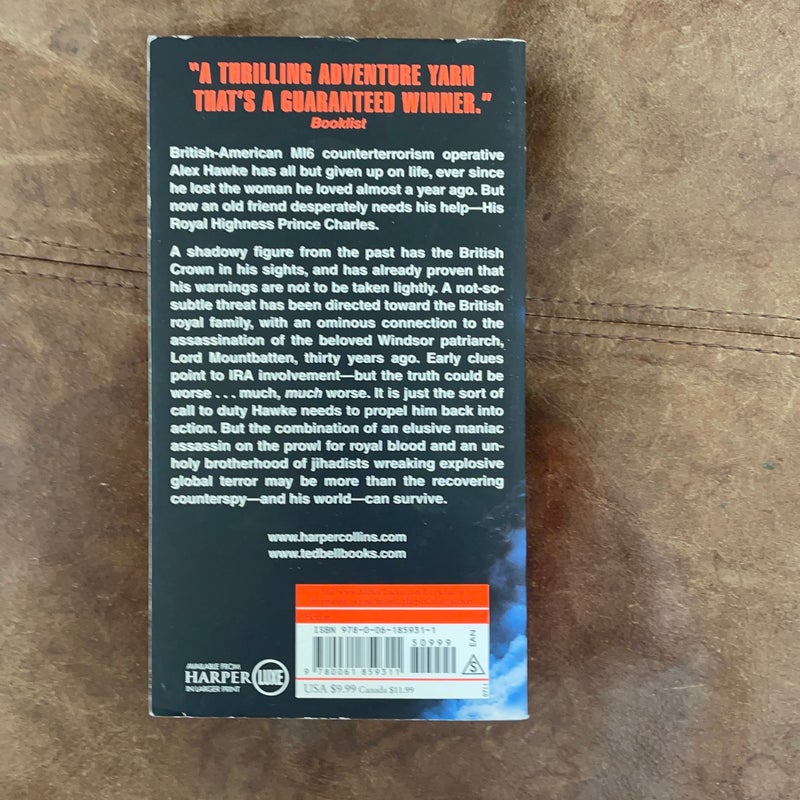 "A THRILLING ADVENTURE YARN
THAT'S A GUARANTEED WINNER."
Booklist
British-American MI6 counterterrorism operative
Alex Hawke has all but given up on life, ever since
he lost the woman he loved almost a year ago. But
now an old friend desperately needs his help—His
Royal Highness Prince Charles.
A shadowy figure from the past has the British
Crown in his sights, and has already proven that
his warnings are not to be taken lightly. A not-so-
subtle threat has been directed toward the British
royal family, with an ominous connection to the
assassination of the beloved Windsor patriarch,
Lord Mountbatten, thirty years ago. Early clues
point to IRA involvement—but the truth could be
worse . . . much, much worse. It is just the sort of
call to duty Hawke needs to propel him back into
action. But the combination of an elusive maniac
assassin on the prowl for royal blood and an un-
holy brotherhood of jihadists wreaking explosive
global terror may be more than the recovering
counterspy—and his world—can survive.
www.harpercollins.com
www.tedbellbooks.com
ISBN 978-0-06-185931-1
50999
EAN
9 780061 859311
S
USA $9.99 Canada $11.99
0711
AVAILABLE FROM
HARPER LUXE
IN LARGER PRINT